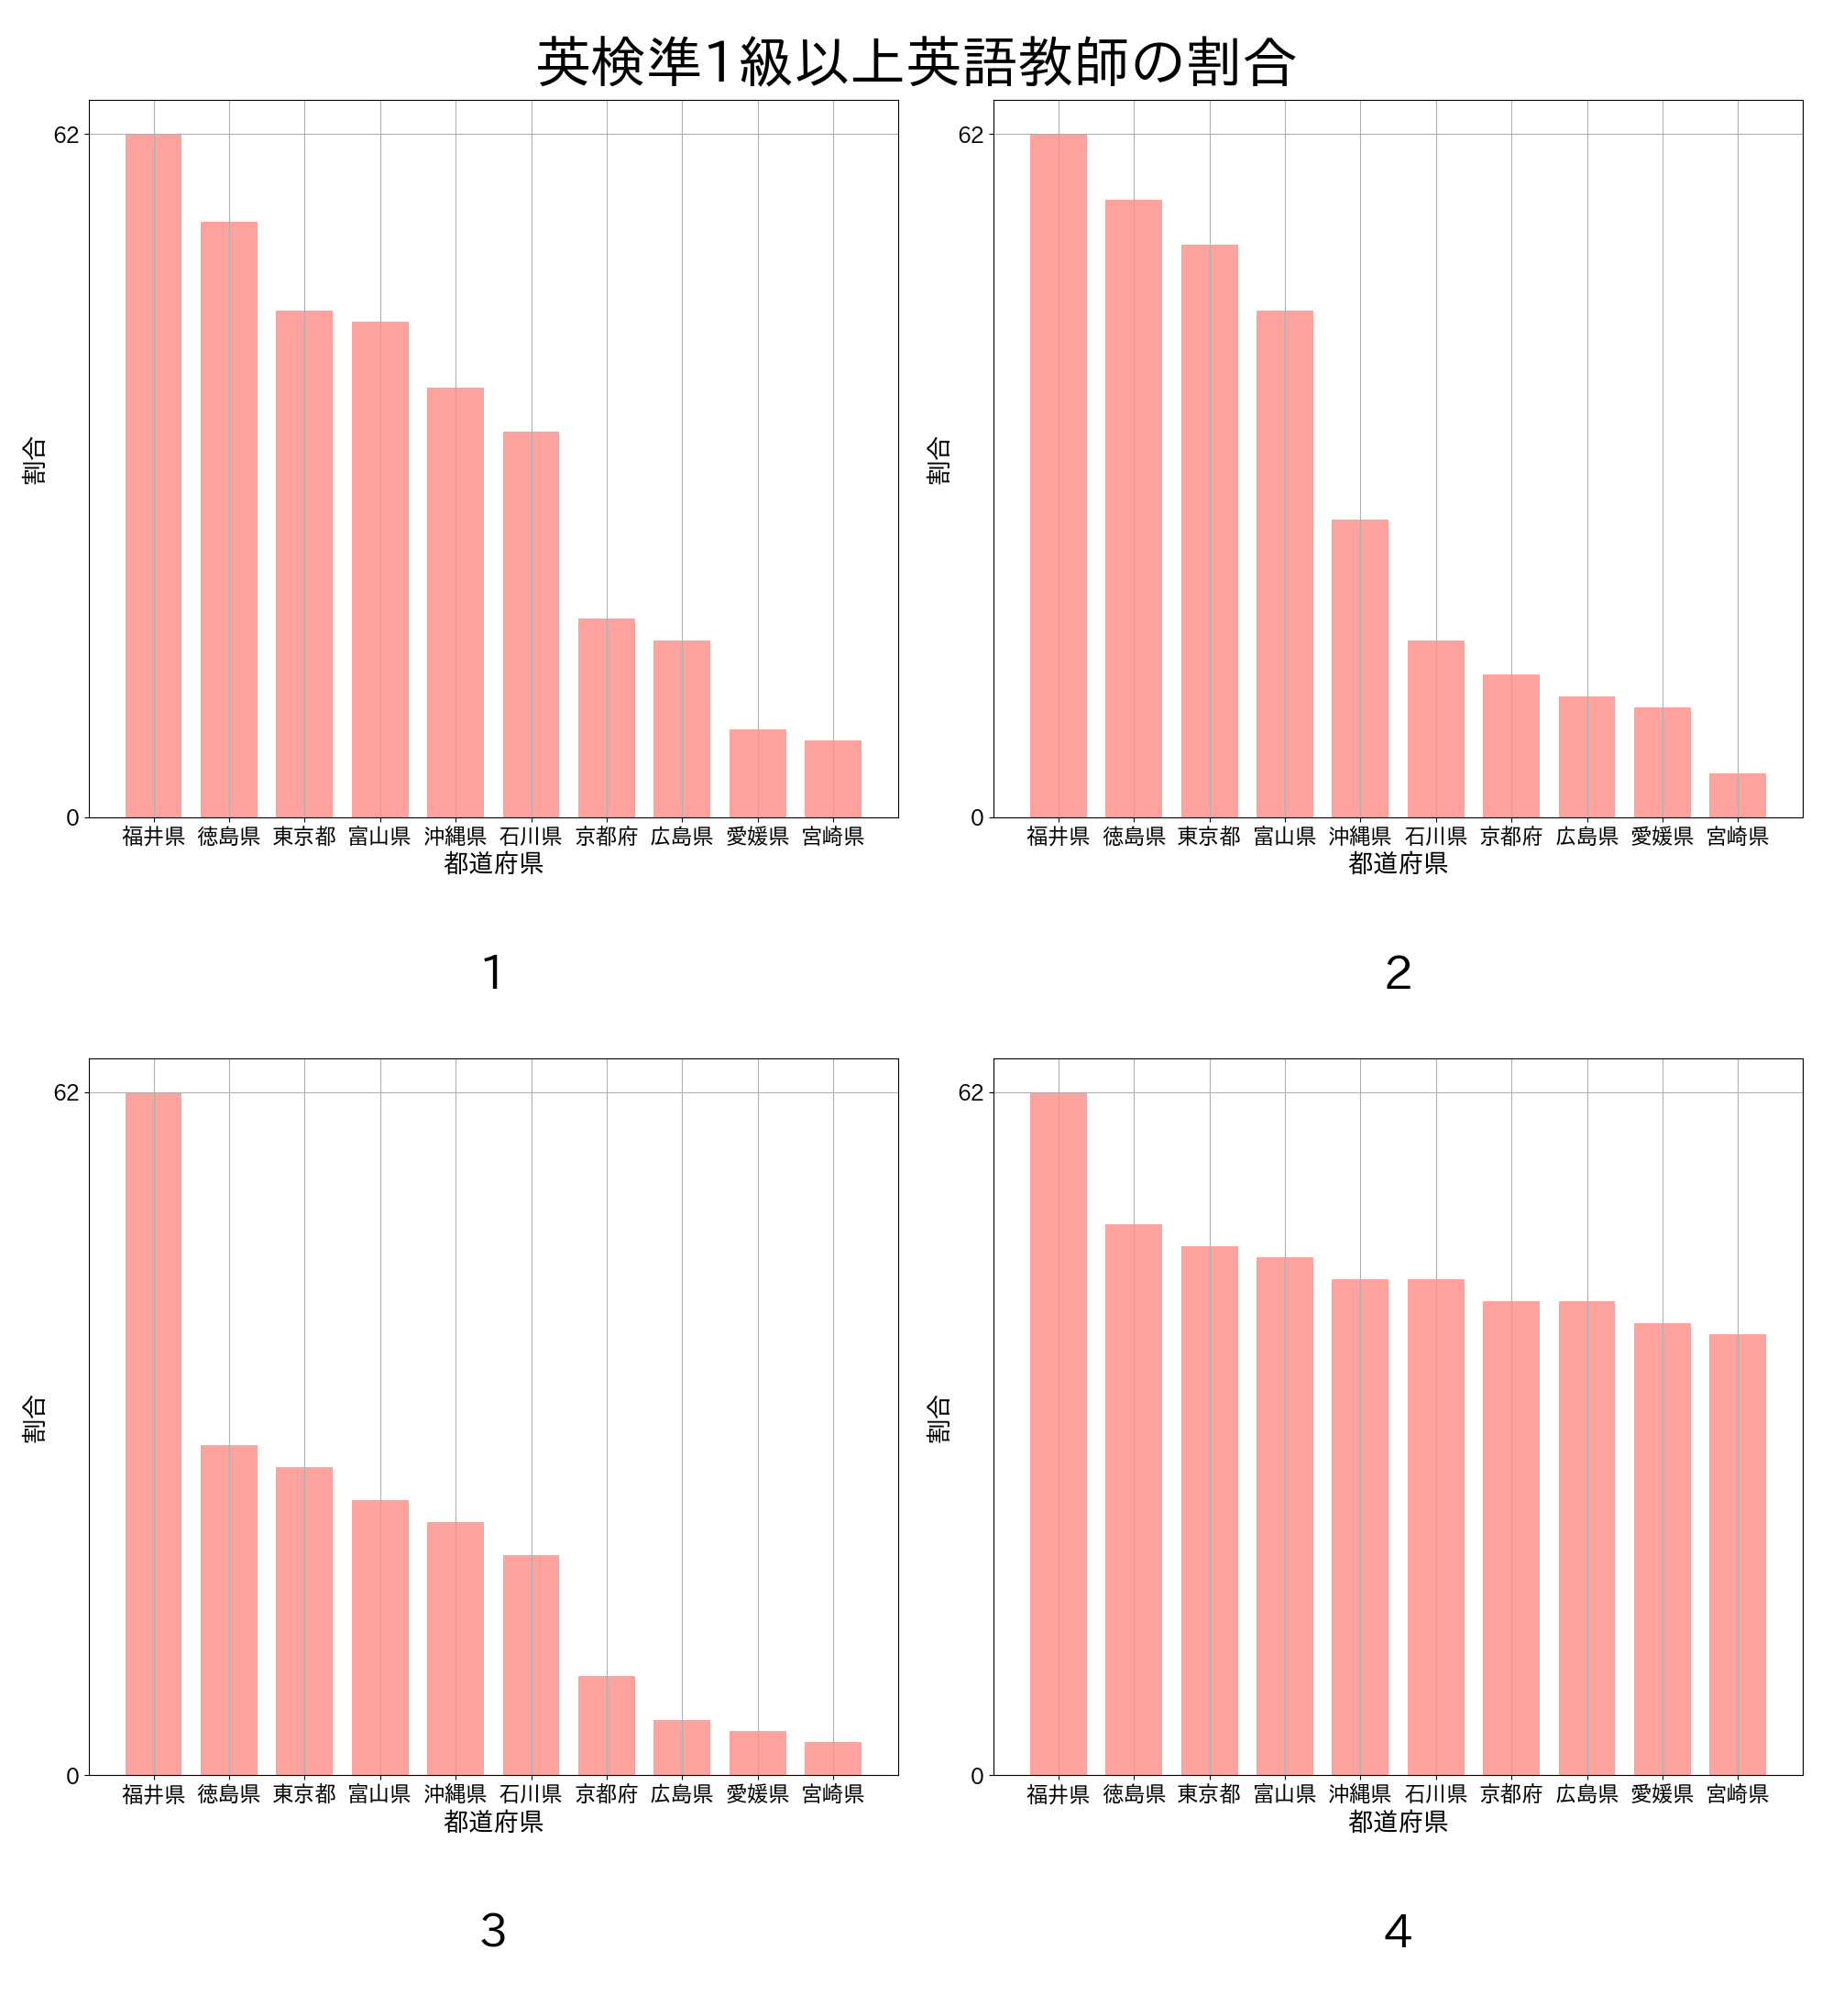 英検準1級以上英語教師の割合
62
0
割合
福井県 徳島県 東京都 富山県 沖縄県 石川県 京都府 広島県 愛媛県 宮崎県
都道府県
1
62
0
割合
福井県 徳島県 東京都 富山県 沖縄県 石川県 京都府 広島県 愛媛県 宮崎県
都道府県
2
62
0
割合
福井県 徳島県 東京都 富山県 沖縄県 石川県 京都府 広島県 愛媛県 宮崎県
都道府県
3
62
0
割合
福井県 徳島県 東京都 富山県 沖縄県 石川県 京都府 広島県 愛媛県 宮崎県
都道府県
4